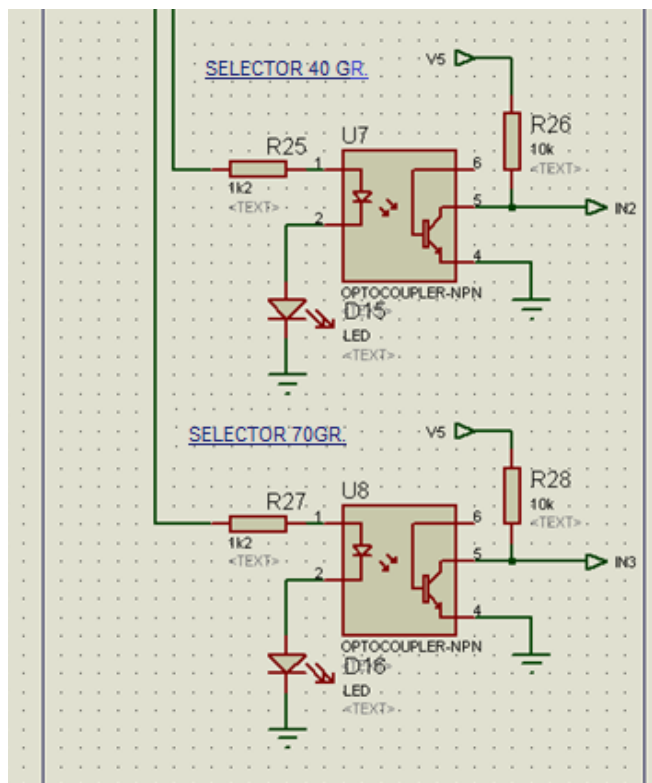 SELECTOR 40 GR.
V5
R26
10k
<TEXT>
U7
R25
1k2
<TEXT>
1
2
6
5
4
IN2
OPTOCOUPLER-NPN
D15
LED
<TEXT>
SELECTOR 70GR.
V5
R28
10k
<TEXT>
U8
R27
1k2
<TEXT>
1
2
6
5
4
IN3
OPTOCOUPLER-NPN
D16
LED
<TEXT>